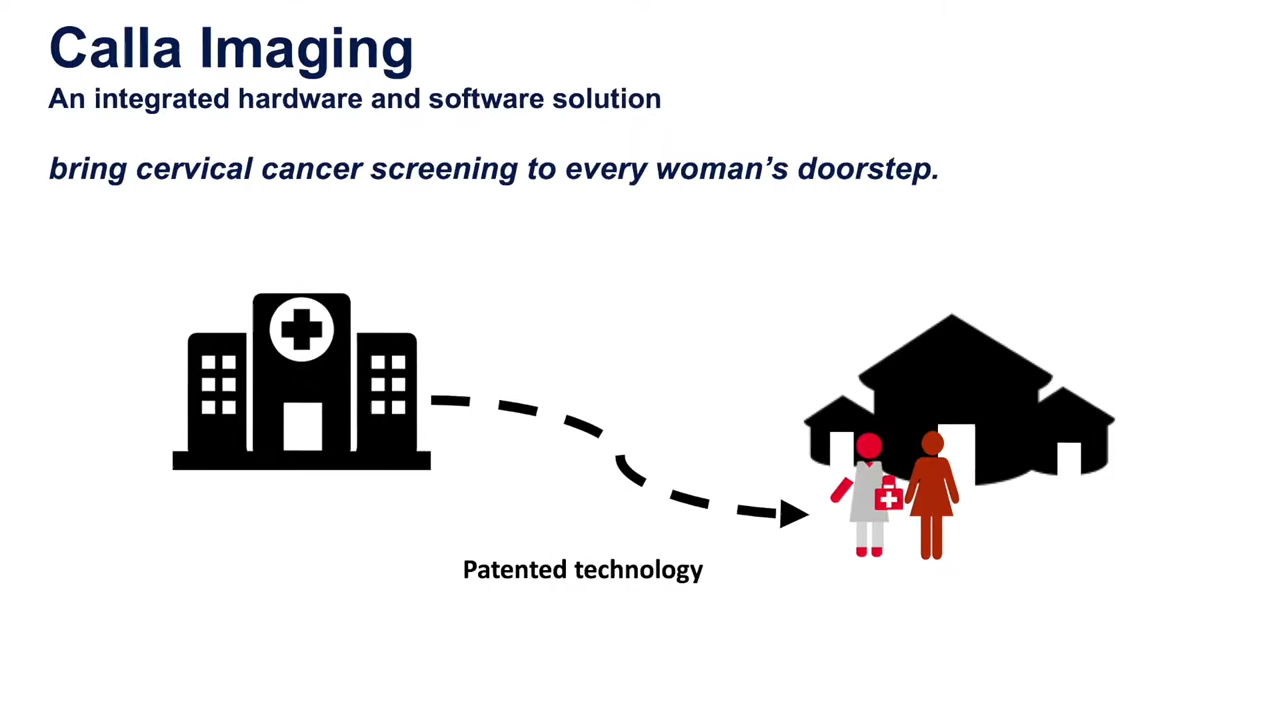 Calla Imaging
An integrated hardware and software solution
bring cervical cancer screening to every woman’s doorstep.
Patented technology